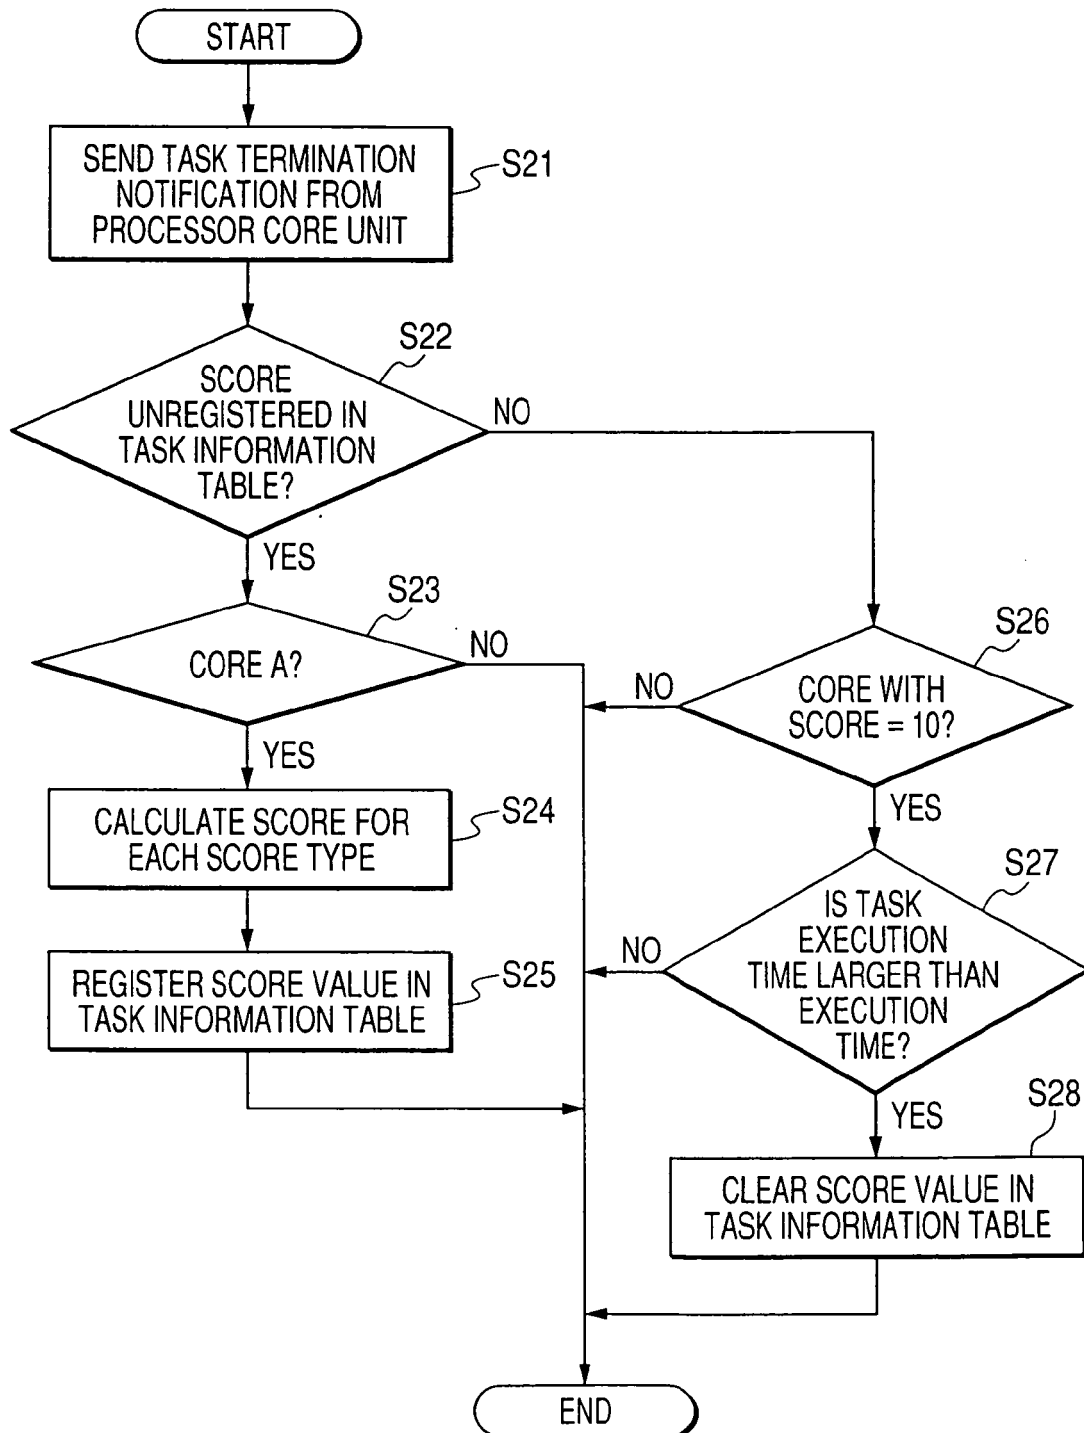 START
SEND TASK TERMINATION
NOTIFICATION FROM
PROCESSOR CORE UNIT
S21
SCORE
UNREGISTERED IN
TASK INFORMATION
TABLE?
S22
NO
YES
CORE A?
S23
NO
YES
CALCULATE SCORE FOR
EACH SCORE TYPE
S24
REGISTER SCORE VALUE IN
TASK INFORMATION TABLE
S25
CORE WITH
SCORE = 10?
S26
NO
YES
IS TASK
EXECUTION
TIME LARGER THAN
EXECUTION
TIME?
S27
NO
YES
CLEAR SCORE VALUE IN
TASK INFORMATION TABLE
S28
END